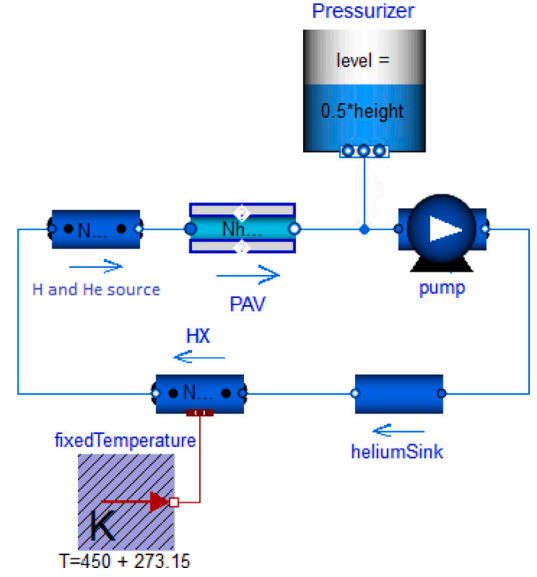 Pressurizer
level =
0.5*height
N...
Nh...
H and He source
PAV
pump
HX
N...
fixedTemperature
heliumSink
K
T=450 + 273.15